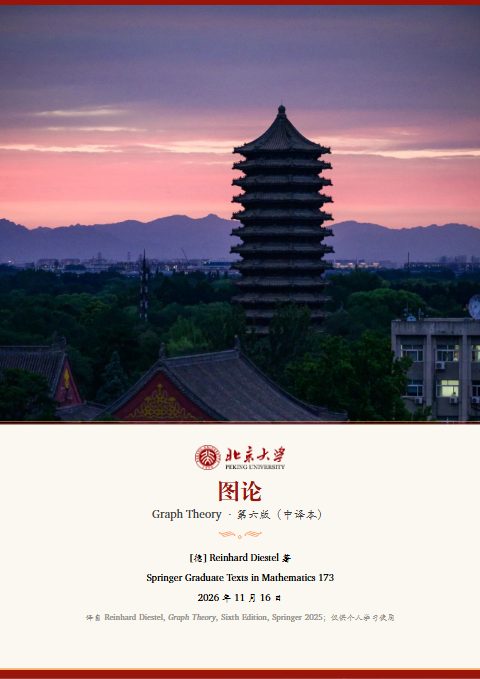 北京大学
PEKING UNIVERSITY
图论
Graph Theory · 第六版（中译本）
[德] Reinhard Diestel 著
Springer Graduate Texts in Mathematics 173
2026 年 11 月 16 日
译自 Reinhard Diestel, Graph Theory, Sixth Edition, Springer 2025；仅供个人学习使用